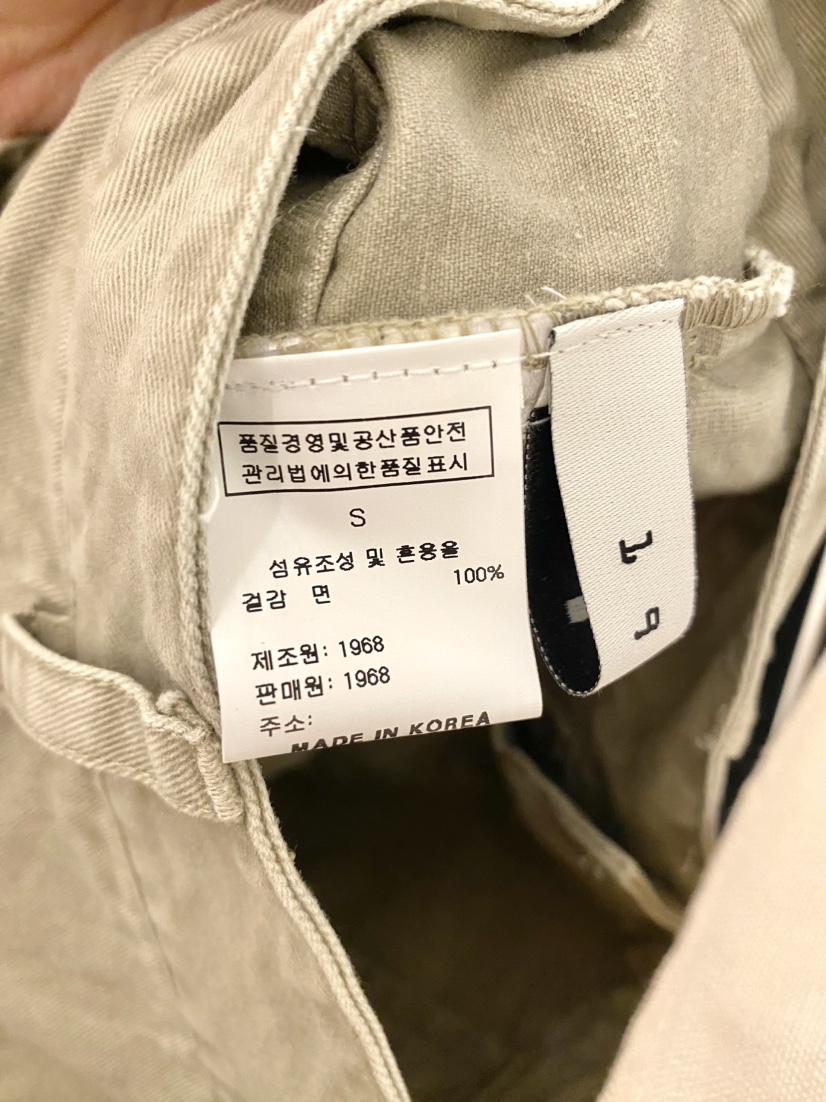 품질경영및공산품안전
관리법에의한품질표시
S
섬유조성 및 혼용율
100%
겉감 면
제조원: 1968
판매원: 1968
주소:
MADE IN KOREA